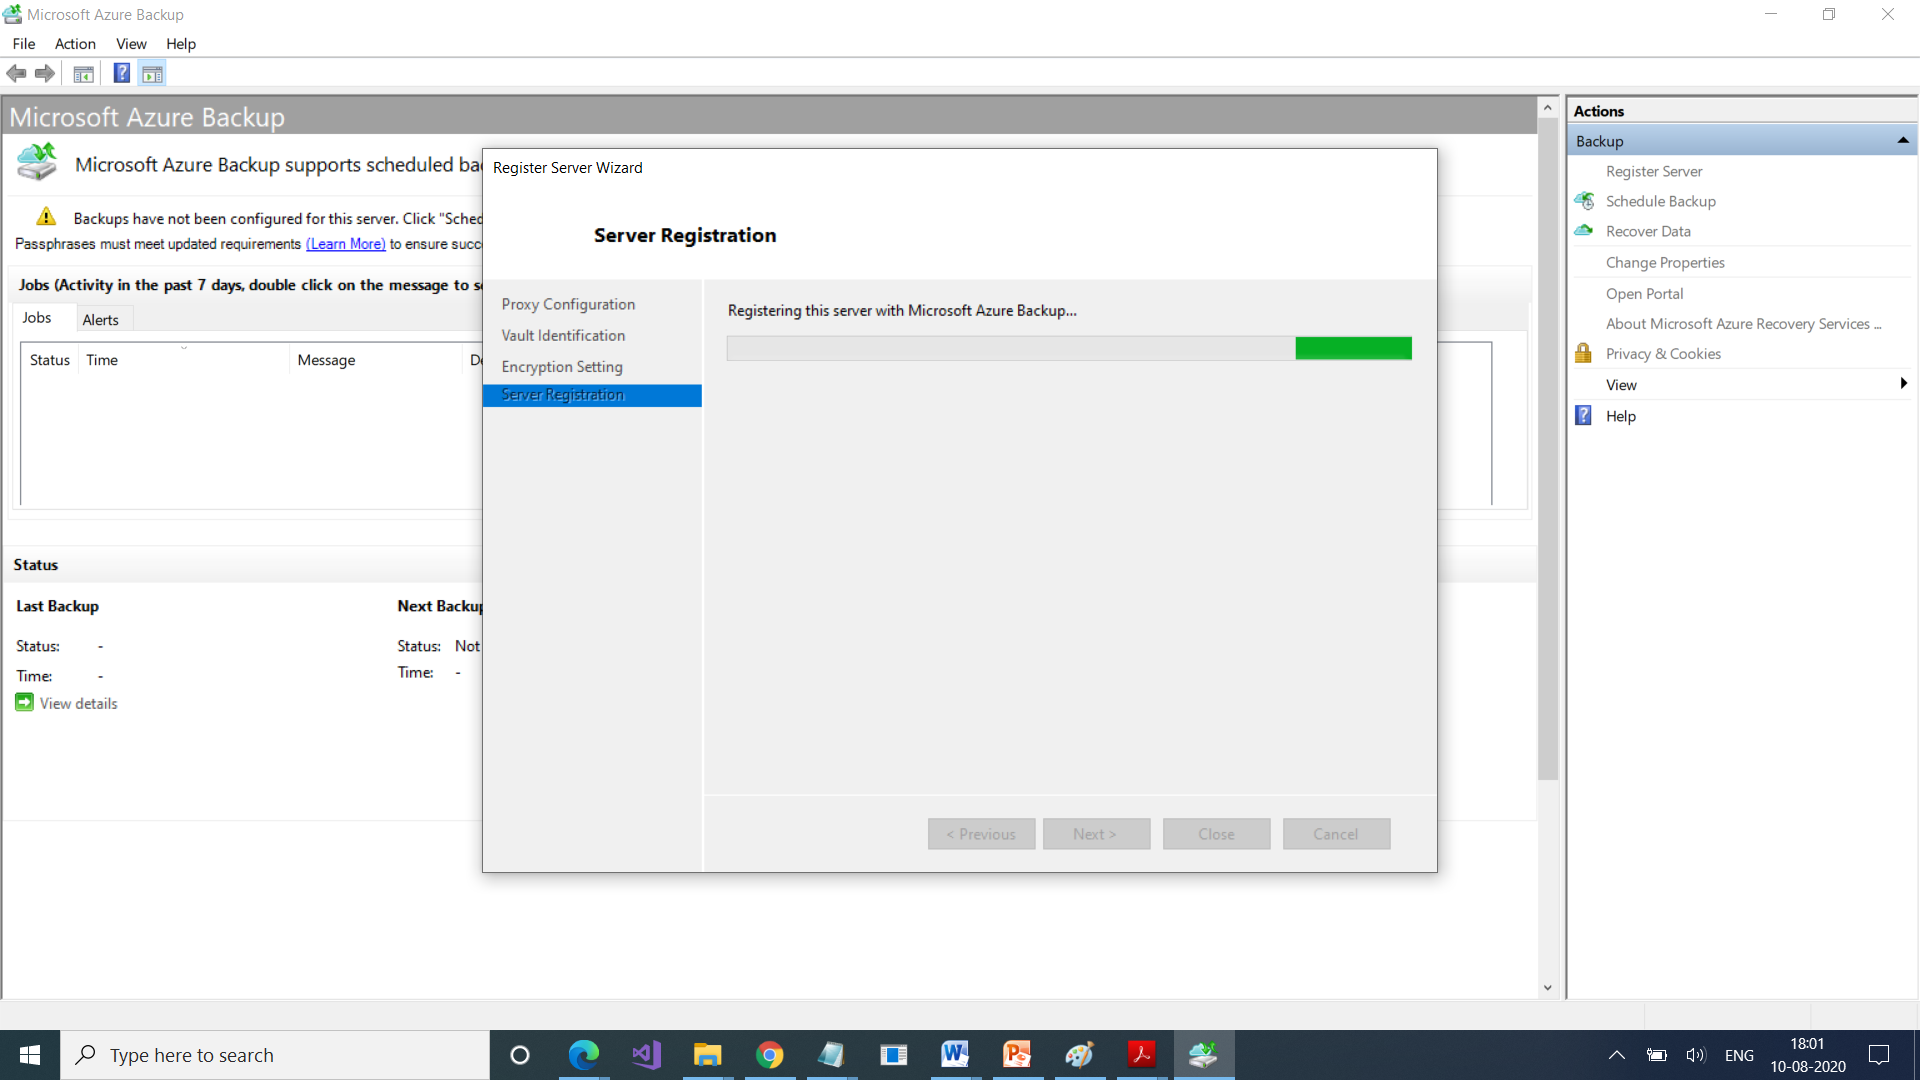 Microsoft Azure Backup
File Action View Help
Microsoft Azure Backup
Microsoft Azure Backup supports scheduled ba
Backups have not been configured for this server. Click "Sched
Passphrases must meet updated requirements (Learn More) to ensure succ
Jobs (Activity in the past 7 days, double click on the message to s
Jobs Alerts
Status Time Message De
Status
Last Backup Next Backup
Status: - Status: Not
Time: - Time: -
View details
Register Server Wizard
Server Registration
Proxy Configuration
Vault Identification
Encryption Setting
Server Registration
Registering this server with Microsoft Azure Backup...
< Previous Next > Close Cancel
Actions
Backup
Register Server
Schedule Backup
Recover Data
Change Properties
Open Portal
About Microsoft Azure Recovery Services ...
Privacy & Cookies
View
Help
Type here to search
ENG
18:01
10-08-2020